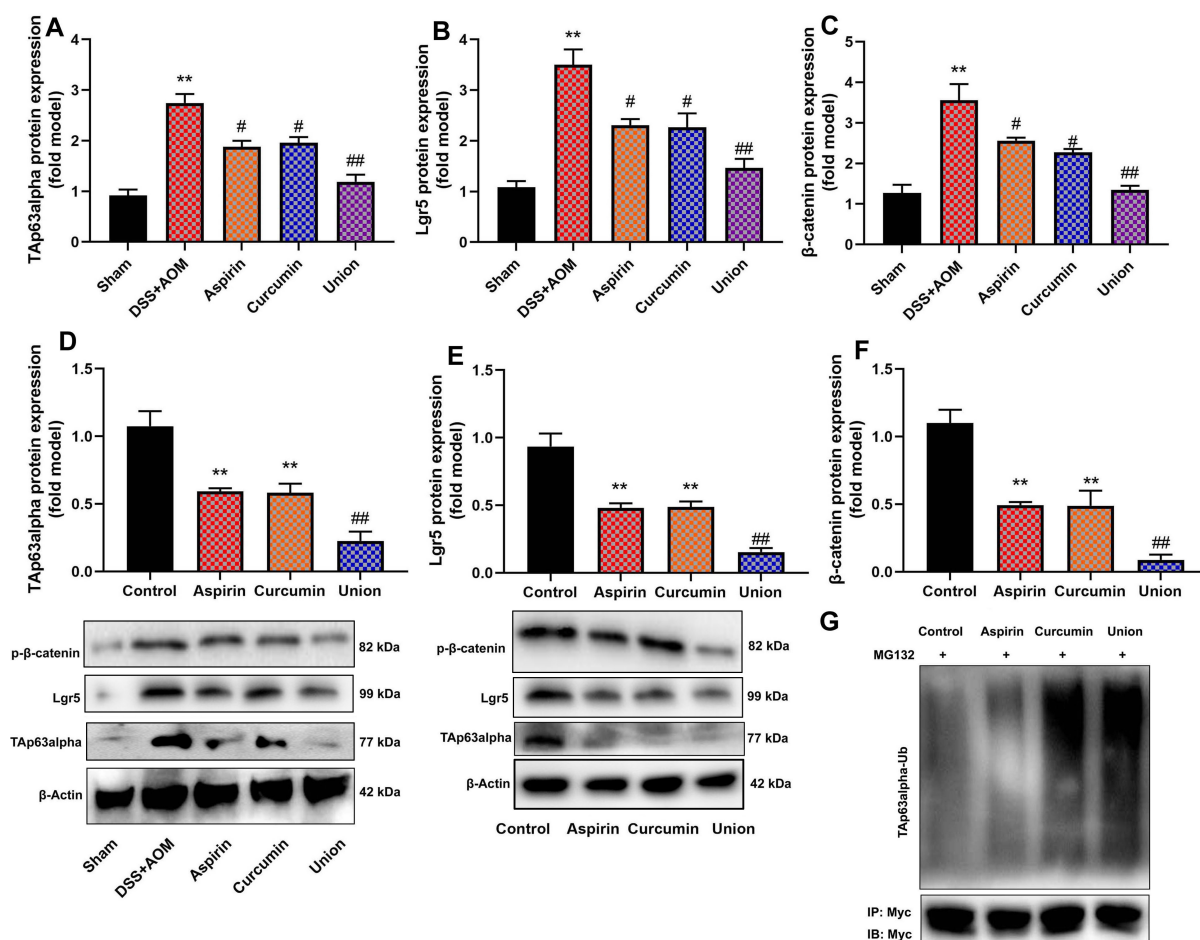 A
TAp63alpha protein expression
(fold model)
4
3
2
1
0
**
#
#
##
Sham
DSS+AOM
Aspirin
Curcumin
Union
B
Lgr5 protein expression
(fold model)
4
3
2
1
0
**
#
#
##
Sham
DSS+AOM
Aspirin
Curcumin
Union
C
β-catenin protein expression
(fold model)
5
4
3
2
1
0
**
#
#
##
Sham
DSS+AOM
Aspirin
Curcumin
Union
D
TAp63alpha protein expression
(fold model)
1.5
1.0
0.5
0.0
**
**
##
Control Aspirin Curcumin Union
E
Lgr5 protein expression
(fold model)
1.5
1.0
0.5
0.0
**
**
##
Control Aspirin Curcumin Union
F
β-catenin protein expression
(fold model)
1.5
1.0
0.5
0.0
**
**
##
Control Aspirin Curcumin Union
p-β-catenin 82 kDa
Lgr5 99 kDa
TAp63alpha 77 kDa
β-Actin 42 kDa
Sham
DSS+AOM
Aspirin
Curcumin
Union
p-β-catenin 82 kDa
Lgr5 99 kDa
TAp63alpha 77 kDa
β-Actin 42 kDa
Control Aspirin Curcumin Union
G
Control Aspirin Curcumin Union
MG132 + + + +
TAp63alpha-Ub
IP: Myc
IB: Myc